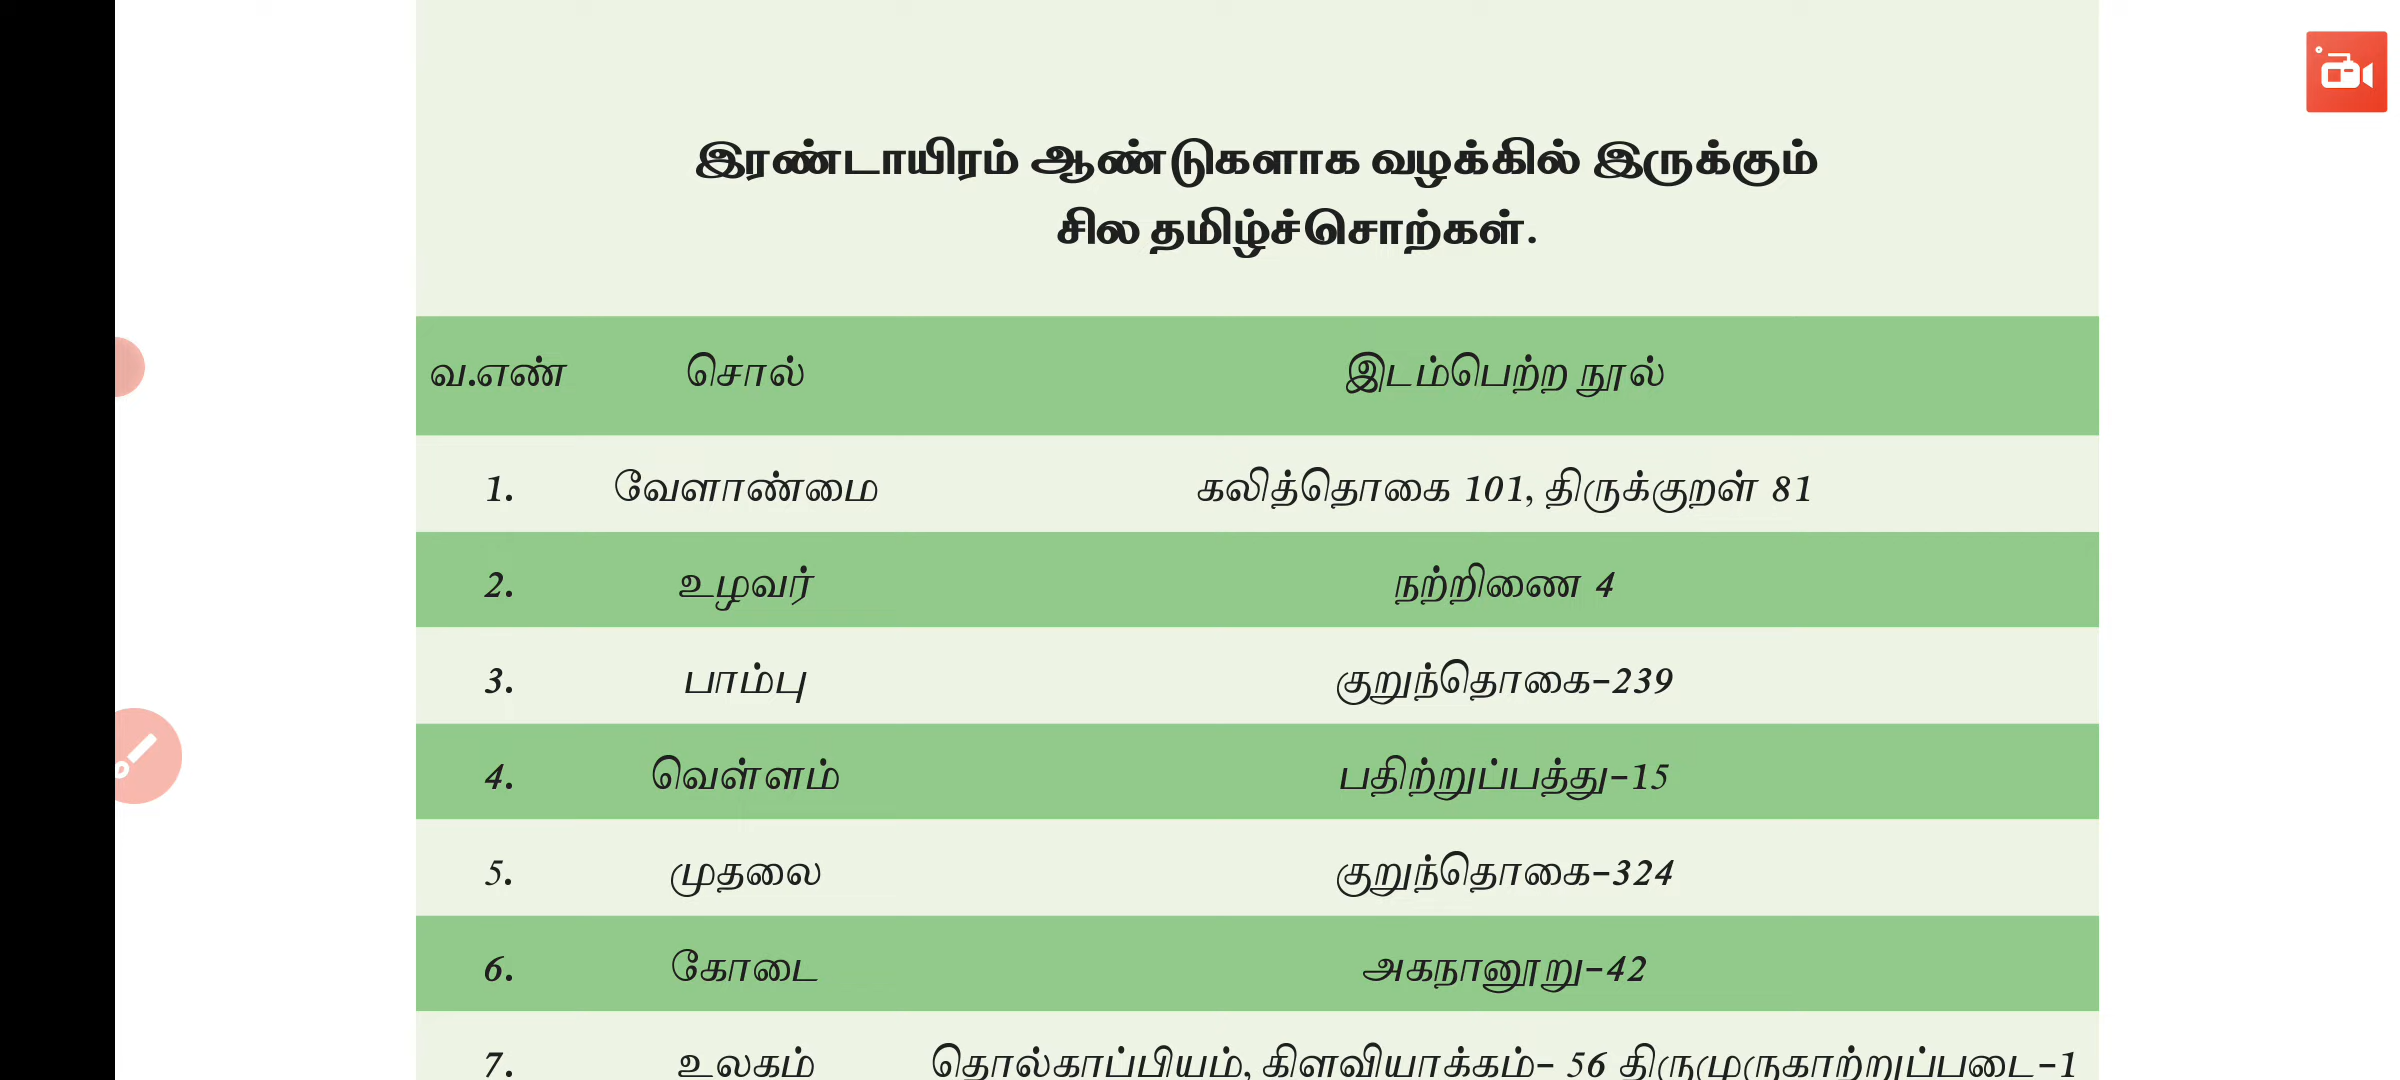 இரண்டாயிரம் ஆண்டுகளாக வழக்கில் இருக்கும்
சில தமிழ்ச்சொற்கள்.
வ.எண் சொல் இடம்பெற்ற நூல்
1. வேளாண்மை கலித்தொகை 101, திருக்குறள் 81
2. உழவர் நற்றிணை 4
3. பாம்பு குறுந்தொகை-239
4. வெள்ளம் பதிற்றுப்பத்து-15
5. முதலை குறுந்தொகை-324
6. கோடை அகநானூறு-42
7. உலகம் தொல்காப்பியம், கிளவியாக்கம்- 56 திருமுருகாற்றுப்படை-1